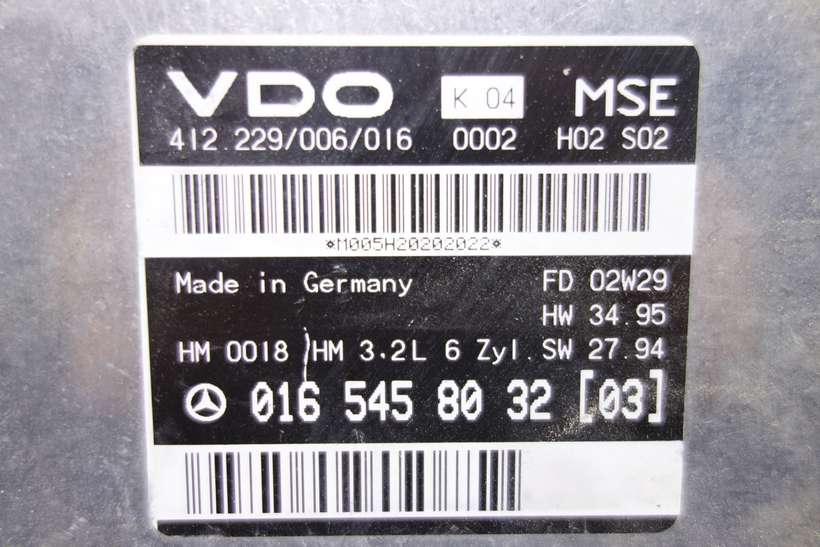 VDO K 04 MSE
412.229/006/016 0002 H02 S02
*M005H20202022*
Made in Germany FD 02W29
HW 34.95
HM 0018 HM 3.2L 6 Zyl. SW 27.94
016 545 80 32 [03]